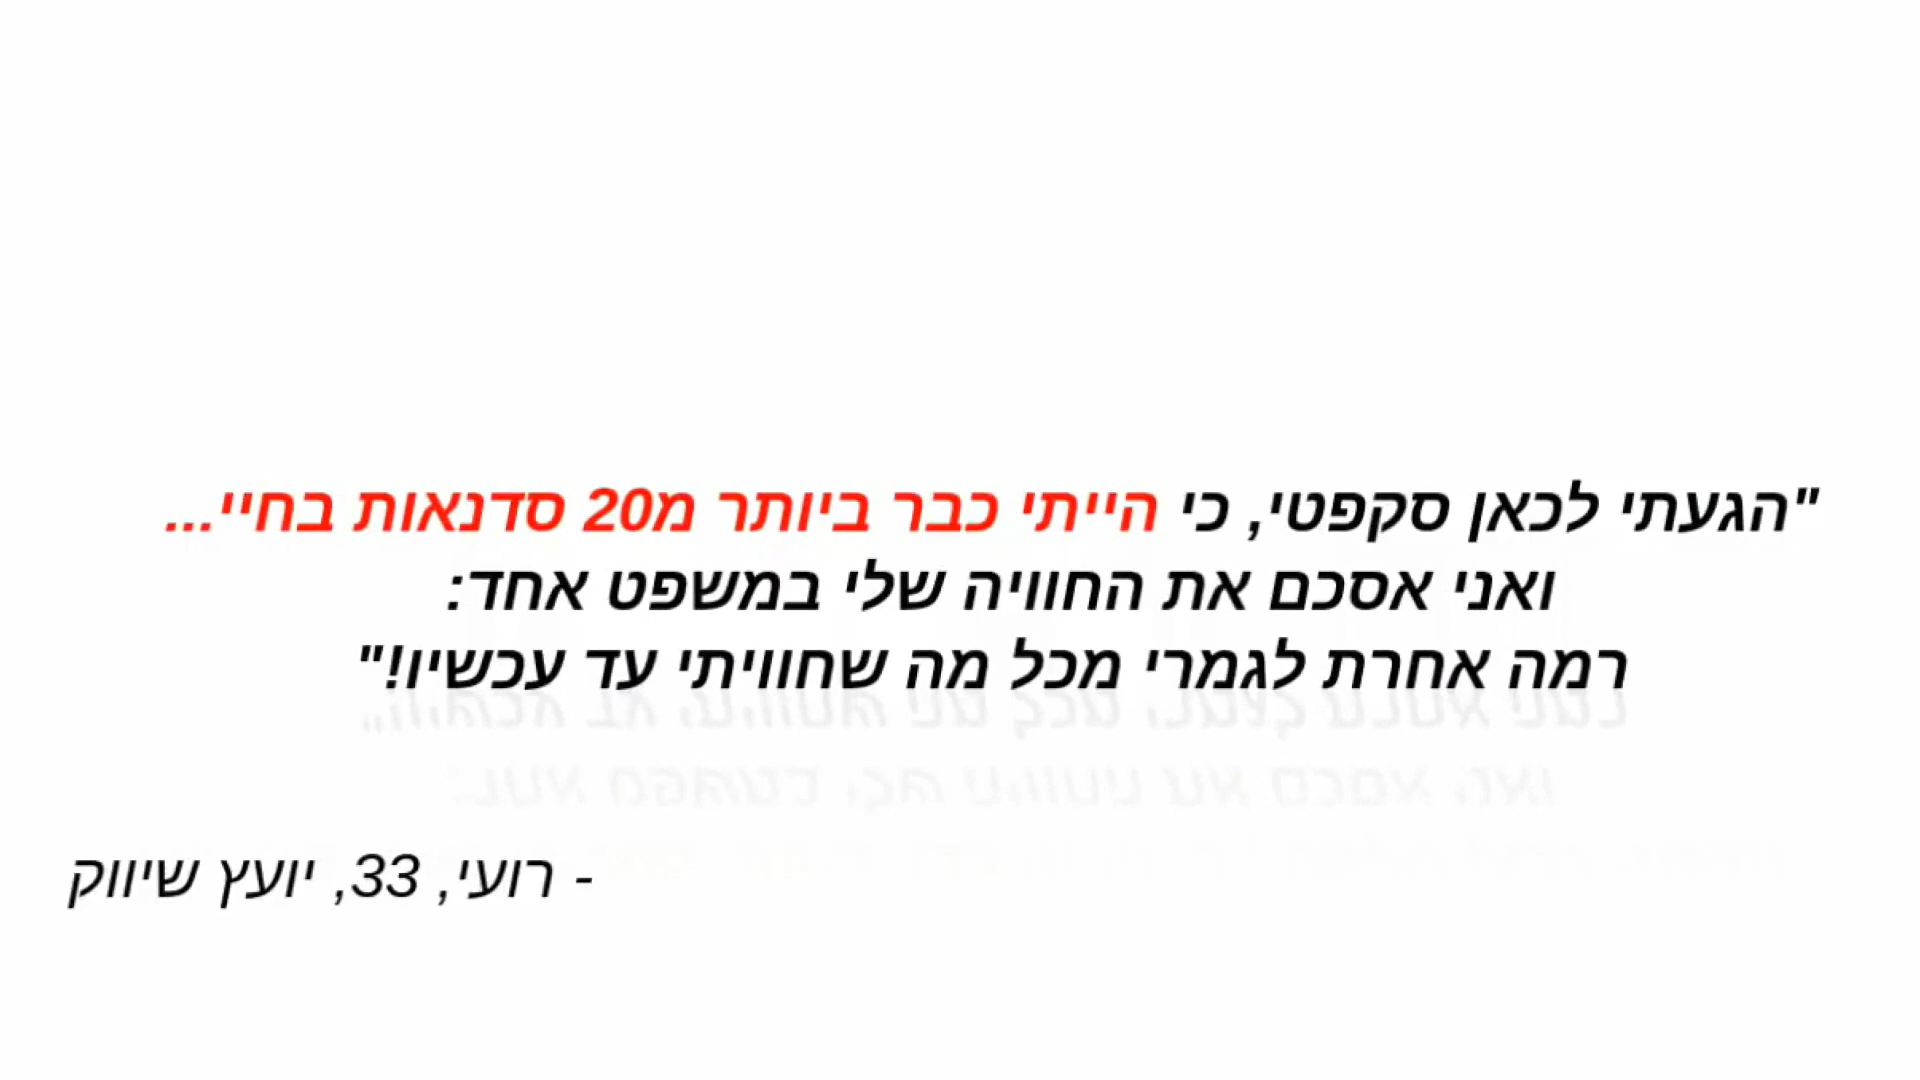 "הגעתי לכאן סקפטי, כי הייתי כבר ביותר מ20 סדנאות בחיי...
ואני אסכם את החוויה שלי במשפט אחד:
רמה אחרת לגמרי מכל מה שחוויתי עד עכשיו!"
- רועי, 33, יועץ שיווק